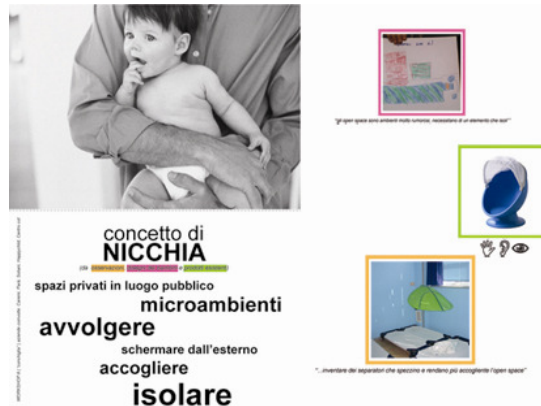 concetto di
NICCHIA
spazi privati in luogo pubblico
microambienti
avvolgere
schermare dall'esterno
accogliere
isolare
"gli open space sono ambienti molto rumorosi, necessitano di un elemento che isoli"
"...inventare dei separatori che spezzino e rendano più accogliente l'open space"